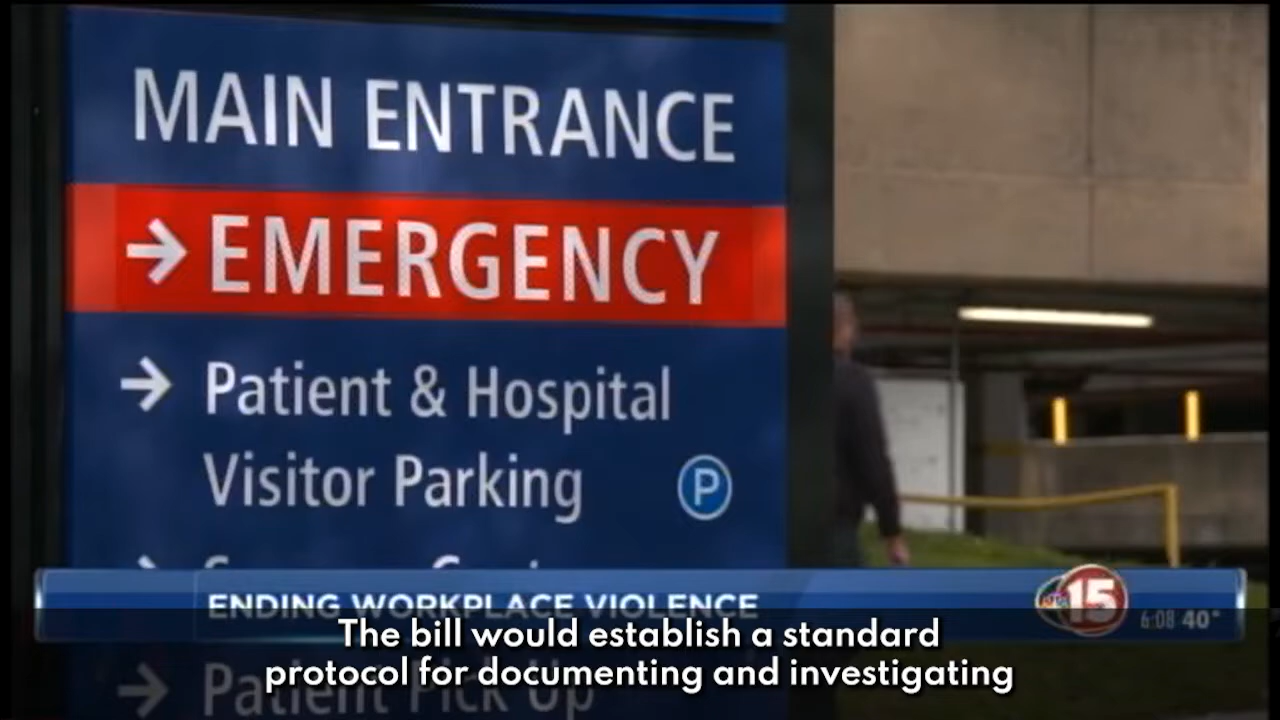 MAIN ENTRANCE
→ EMERGENCY
→ Patient & Hospital
Visitor Parking
P
ENDING WORKPLACE VIOLENCE
15
6:08 40°
The bill would establish a standard
protocol for documenting and investigating
→ Patient Pick Up